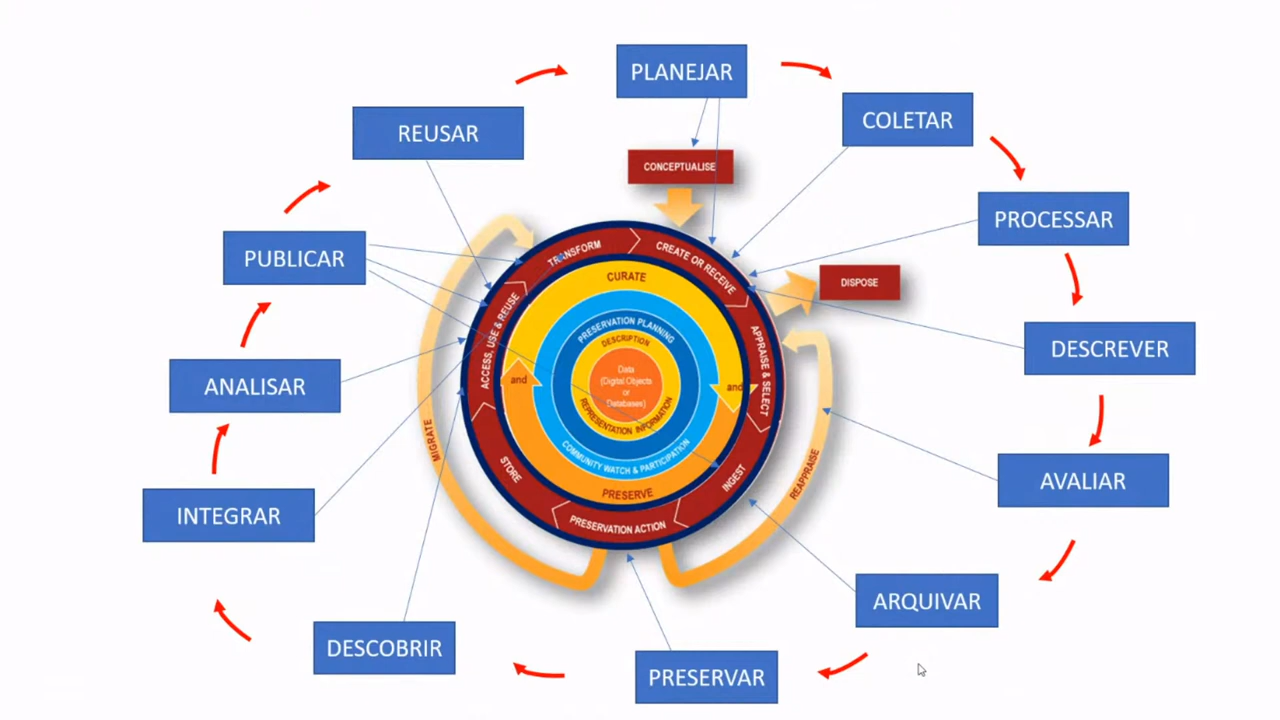 PLANEJAR
COLETAR
PROCESSAR
DESCREVER
AVALIAR
ARQUIVAR
PRESERVAR
DESCOBRIR
INTEGRAR
ANALISAR
PUBLICAR
REUSAR
CONCEPTUALISE
DISPOSE
CREATE OR RECEIVE
APPRAISE & SELECT
INGEST
PRESERVATION ACTION
STORE
ACCESS, USE & REUSE
TRANSFORM
MIGRATE
REAPPRAISE
CURATE
and
PRESERVE
and
PRESERVATION PLANNING
COMMUNITY WATCH & PARTICIPATION
DESCRIPTION
REPRESENTATION INFORMATION
Data
(Digital Objects
or
Databases)